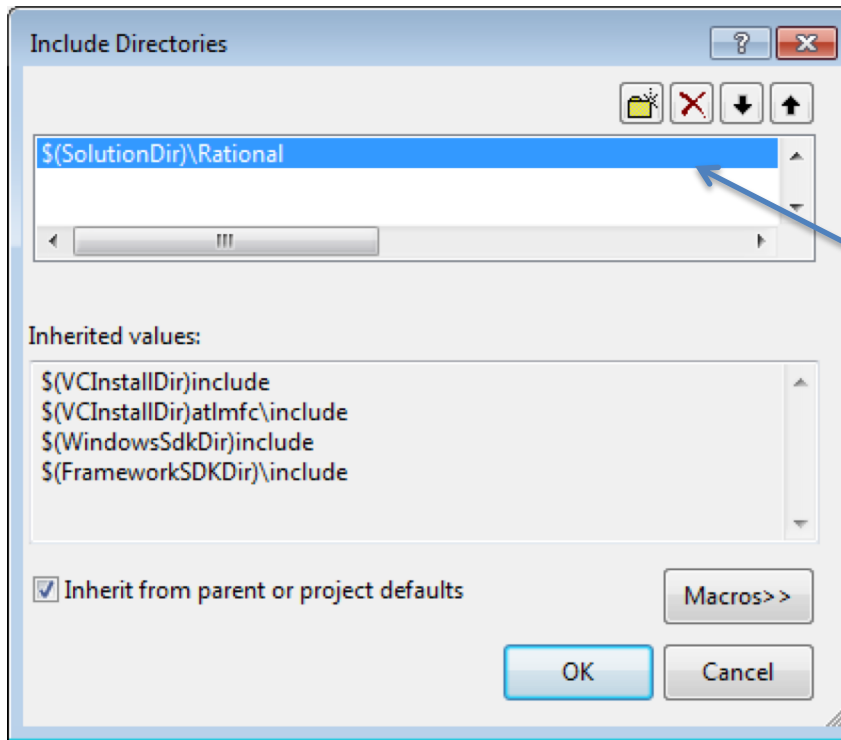 Include Directories
$(SolutionDir)\Rational
Inherited values:
$(VCInstallDir)include
$(VCInstallDir)atlmfc\include
$(WindowsSdkDir)include
$(FrameworkSDKDir)\include
Inherit from parent or project defaults
Macros>>
OK Cancel